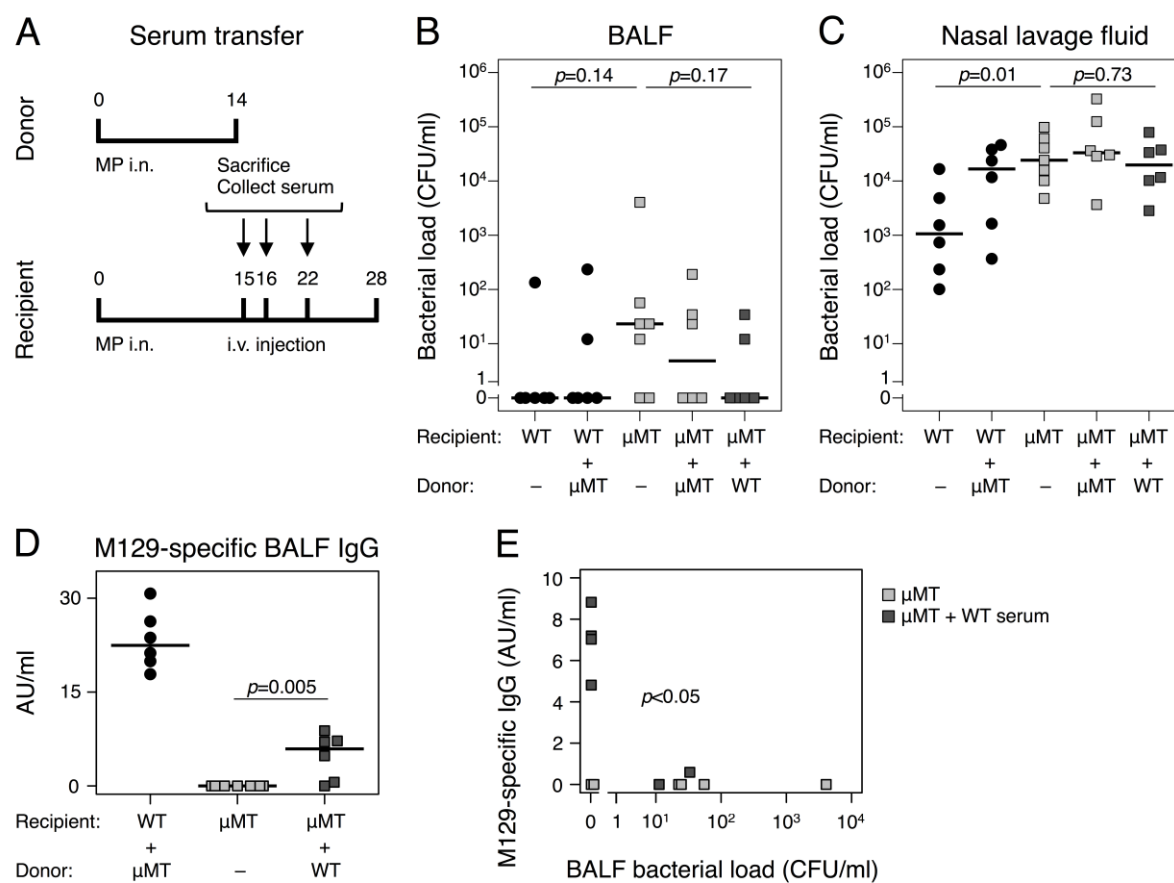 A Serum transfer
Donor
0 14
MP i.n.
Sacrifice
Collect serum
Recipient
0 15 16 22 28
MP i.n. i.v. injection
B BALF
Bacterial load (CFU/ml)
p=0.14 p=0.17
10⁶
10⁵
10⁴
10³
10²
10¹
1
0
Recipient: WT WT µMT µMT µMT
+ + +
Donor: – µMT – µMT WT
C Nasal lavage fluid
Bacterial load (CFU/ml)
p=0.01 p=0.73
10⁶
10⁵
10⁴
10³
10²
10¹
1
0
Recipient: WT WT µMT µMT µMT
+ + +
Donor: – µMT – µMT WT
D M129-specific BALF IgG
AU/ml
30
15
0
p=0.005
Recipient: WT µMT µMT
+ +
Donor: µMT – WT
E
M129-specific IgG (AU/ml)
10
8
6
4
2
0
p<0.05
0 1 10¹ 10² 10³ 10⁴
BALF bacterial load (CFU/ml)
µMT
µMT + WT serum